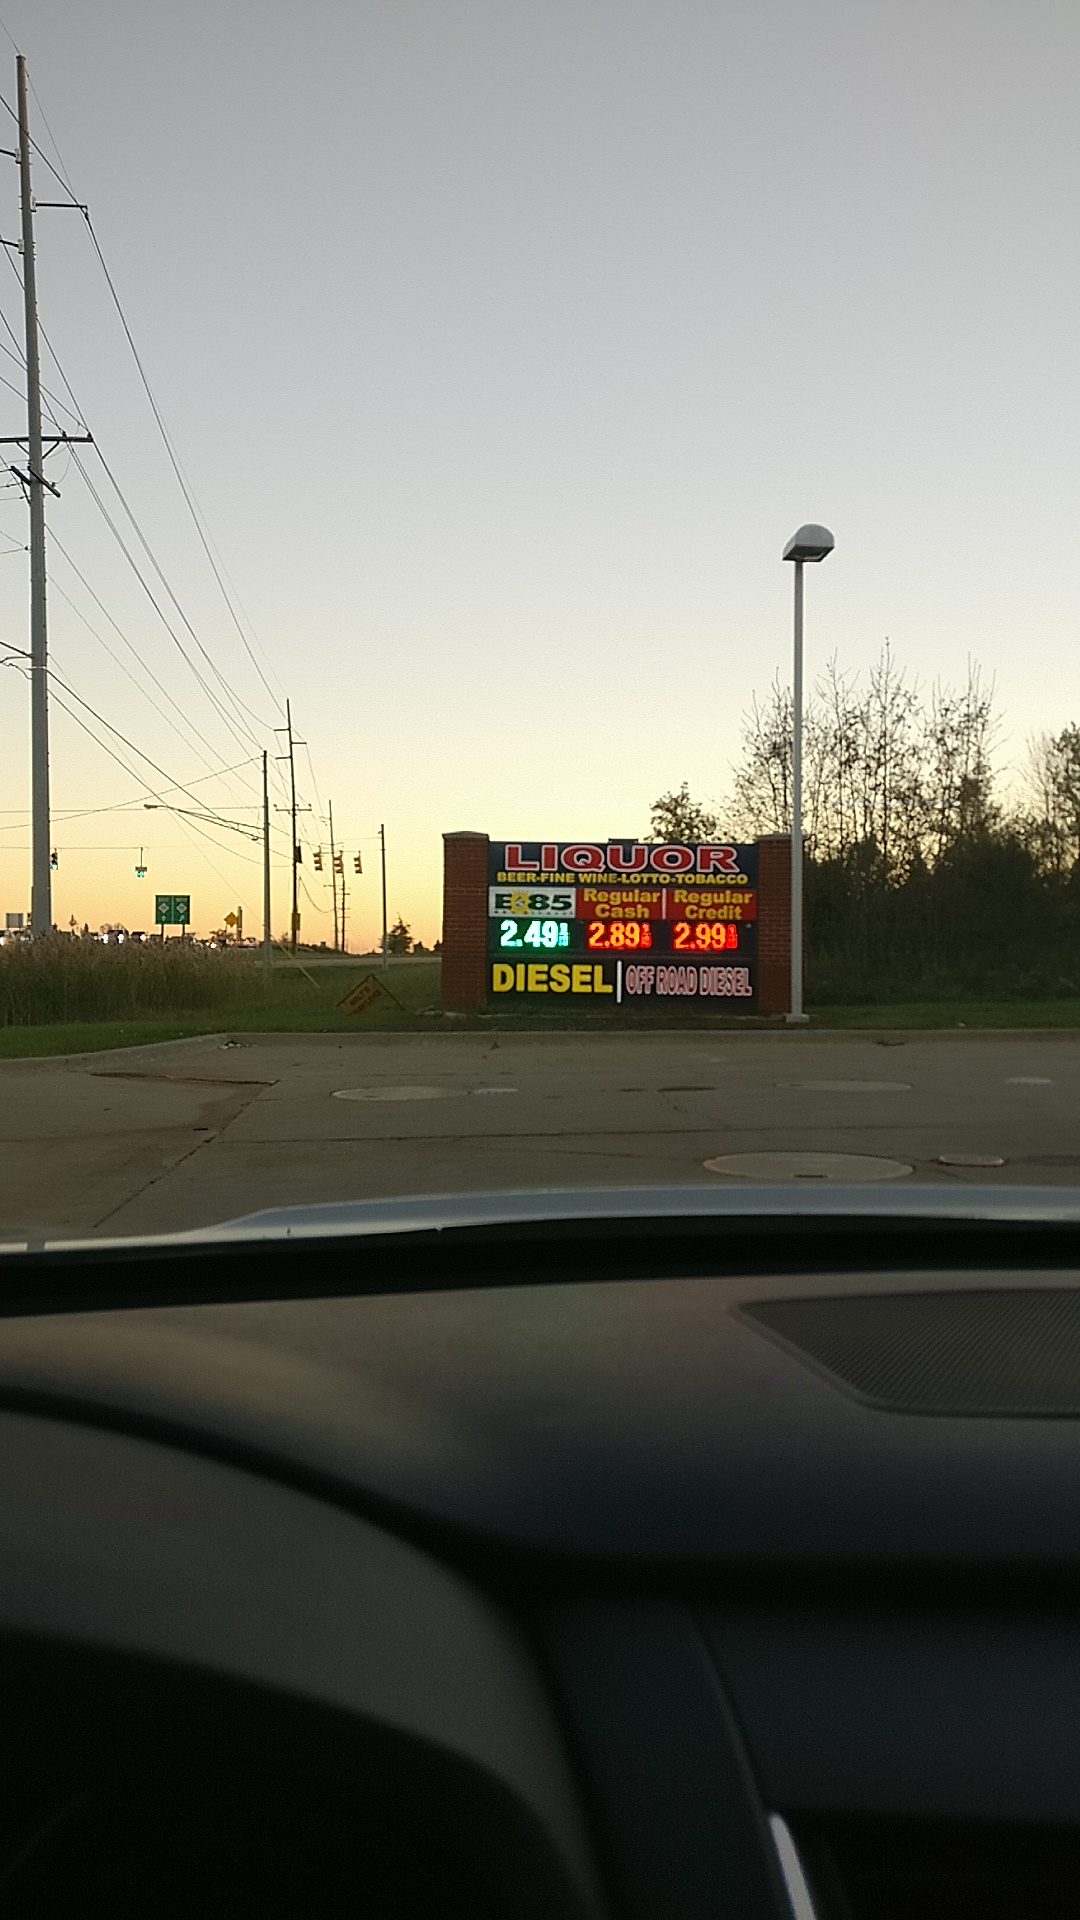 LIQUOR
BEER-FINE WINE-LOTTO-TOBACCO
E85 Regular Cash Regular Credit
2.49 2.89 2.99
DIESEL OFF ROAD DIESEL